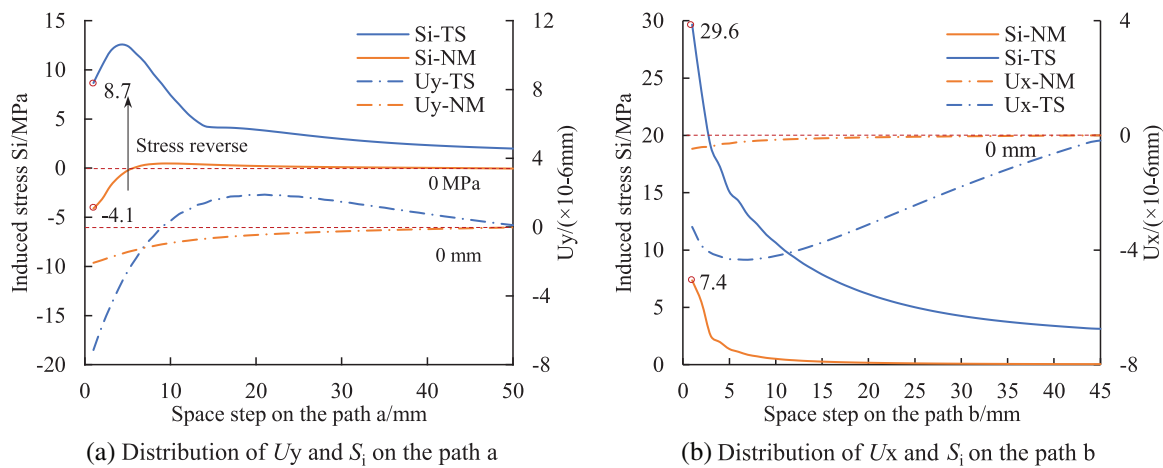 15
10
5
0
-5
-10
-15
-20
Induced stress Si/MPa
12
8
4
0
-4
-8
Uy/(×10-6mm)
Si-TS
Si-NM
Uy-TS
Uy-NM
8.7
Stress reverse
0 MPa
-4.1
0 mm
0 10 20 30 40 50
Space step on the path a/mm
(a) Distribution of Uy and Si on the path a
30
25
20
15
10
5
0
Induced stress Si/MPa
4
0
-4
-8
Ux/(×10-6mm)
29.6
Si-NM
Si-TS
Ux-NM
Ux-TS
0 mm
7.4
0 5 10 15 20 25 30 35 40 45
Space step on the path b/mm
(b) Distribution of Ux and Si on the path b